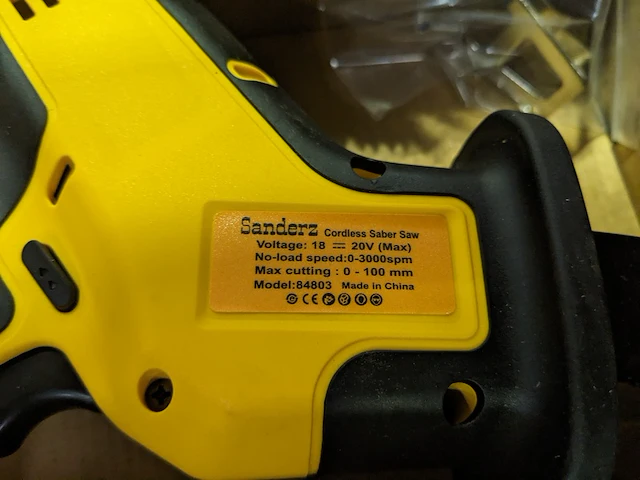 Sanderz Cordless Saber Saw
Voltage: 18 ⎓ 20V (Max)
No-load speed:0-3000spm
Max cutting : 0 - 100 mm
Model:84803 Made in China
CE